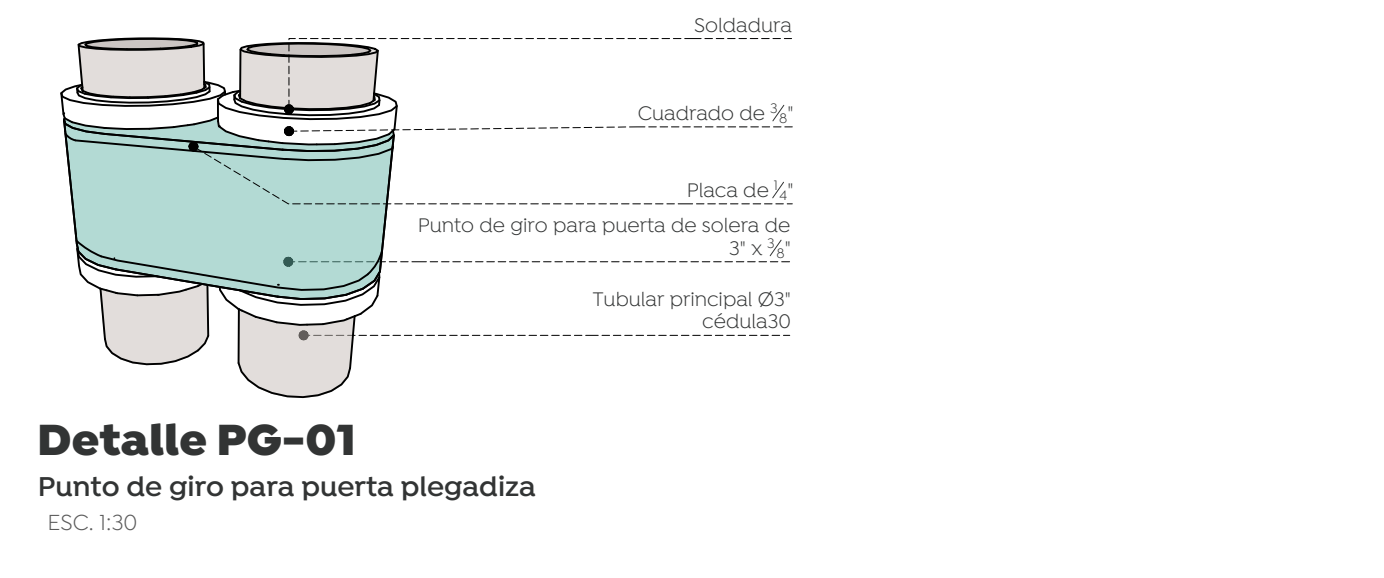 Soldadura
Cuadrado de ⅜"
Placa de ¼"
Punto de giro para puerta de solera de
3" x ⅜"
Tubular principal Ø3"
cédula30
Detalle PG-01
Punto de giro para puerta plegadiza
ESC. 1:30